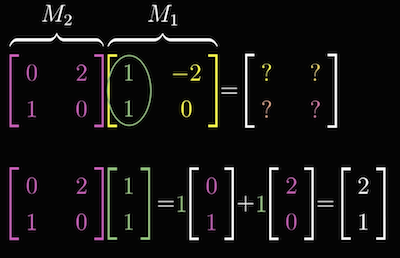 M₂ M₁
[0 2; 1 0] [1 -2; 1 0] = [? ?; ? ?]
[0 2; 1 0] [1; 1] = 1 [0; 1] + 1 [2; 0] = [2; 1]